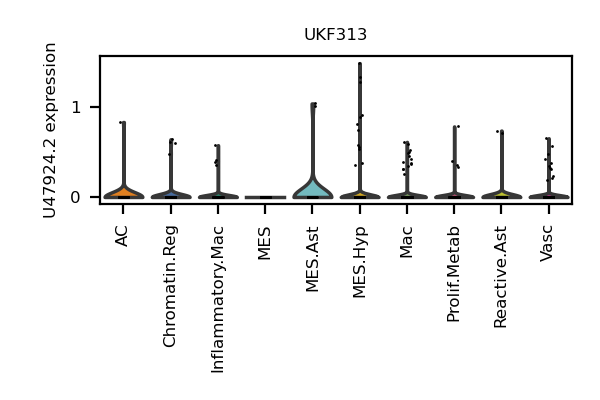 UKF313
U47924.2 expression
1
0
AC
Chromatin.Reg
Inflammatory.Mac
MES
MES.Ast
MES.Hyp
Mac
Prolif.Metab
Reactive.Ast
Vasc